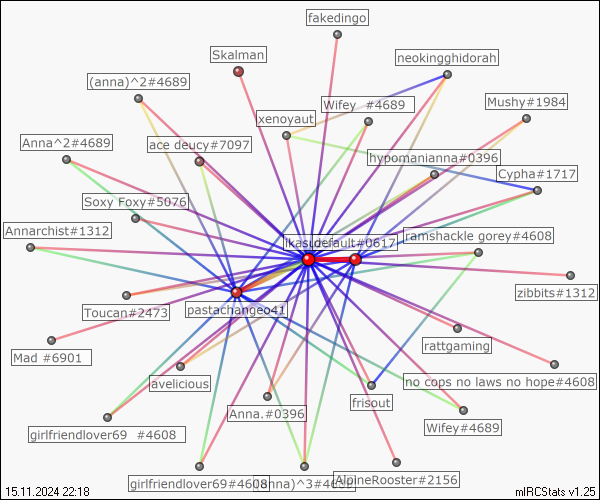 fakedingo
Skalman
neokingghidorah
(anna)^2#4689
Wifey #4689
Mushy#1984
xenoyaut
Anna^2#4689
ace deucy#7097
hypomanianna#0396
Cypha#1717
Soxy Foxy#5076
Annarchist#1312
default#0617
ramshackle gorey#4608
zibbits#1312
Toucan#2473
pastachangeo41
rattgaming
Mad #6901
avelicious
no cops no laws no hope#4608
frisout
Anna.#0396
girlfriendlover69 #4608
Wifey#4689
girlfriendlover69#4608
(anna)^3#4689
AlpineRooster#2156
15.11.2024 22:18
mIRCStats v1.25